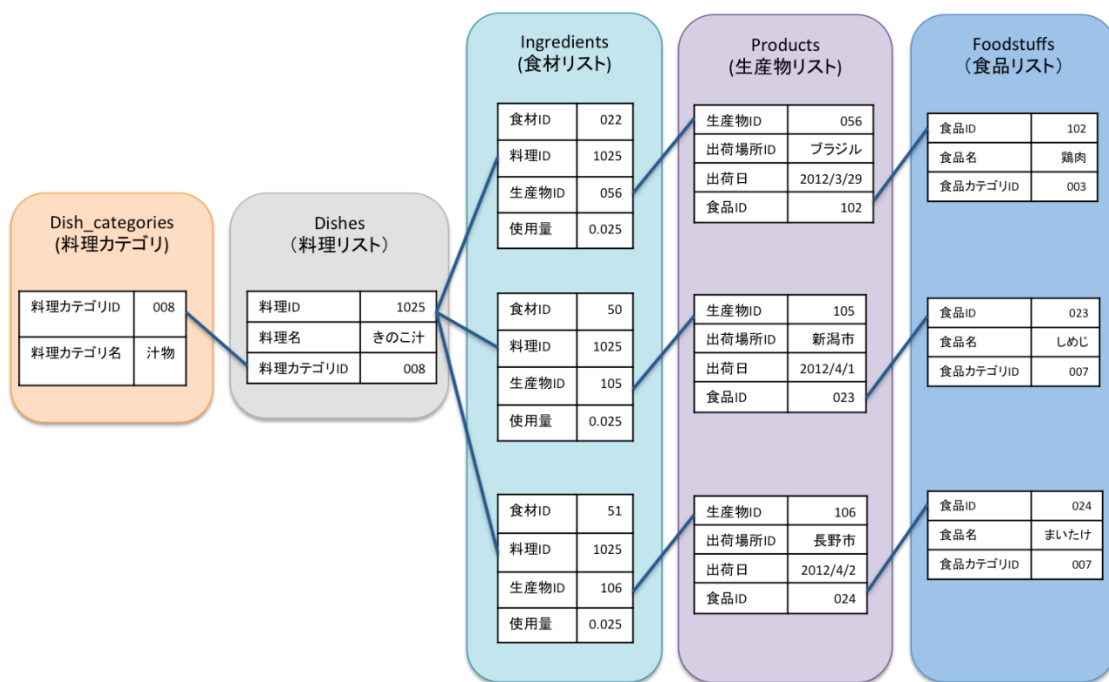 Dish_categories
(料理カテゴリ)
料理カテゴリID 008
料理カテゴリ名 汁物
Dishes
（料理リスト）
料理ID 1025
料理名 きのこ汁
料理カテゴリID 008
Ingredients
(食材リスト)
食材ID 022
料理ID 1025
生産物ID 056
使用量 0.025
食材ID 50
料理ID 1025
生産物ID 105
使用量 0.025
食材ID 51
料理ID 1025
生産物ID 106
使用量 0.025
Products
(生産物リスト)
生産物ID 056
出荷場所ID ブラジル
出荷日 2012/3/29
食品ID 102
生産物ID 105
出荷場所ID 新潟市
出荷日 2012/4/1
食品ID 023
生産物ID 106
出荷場所ID 長野市
出荷日 2012/4/2
食品ID 024
Foodstuffs
（食品リスト）
食品ID 102
食品名 鶏肉
食品カテゴリID 003
食品ID 023
食品名 しめじ
食品カテゴリID 007
食品ID 024
食品名 まいたけ
食品カテゴリID 007